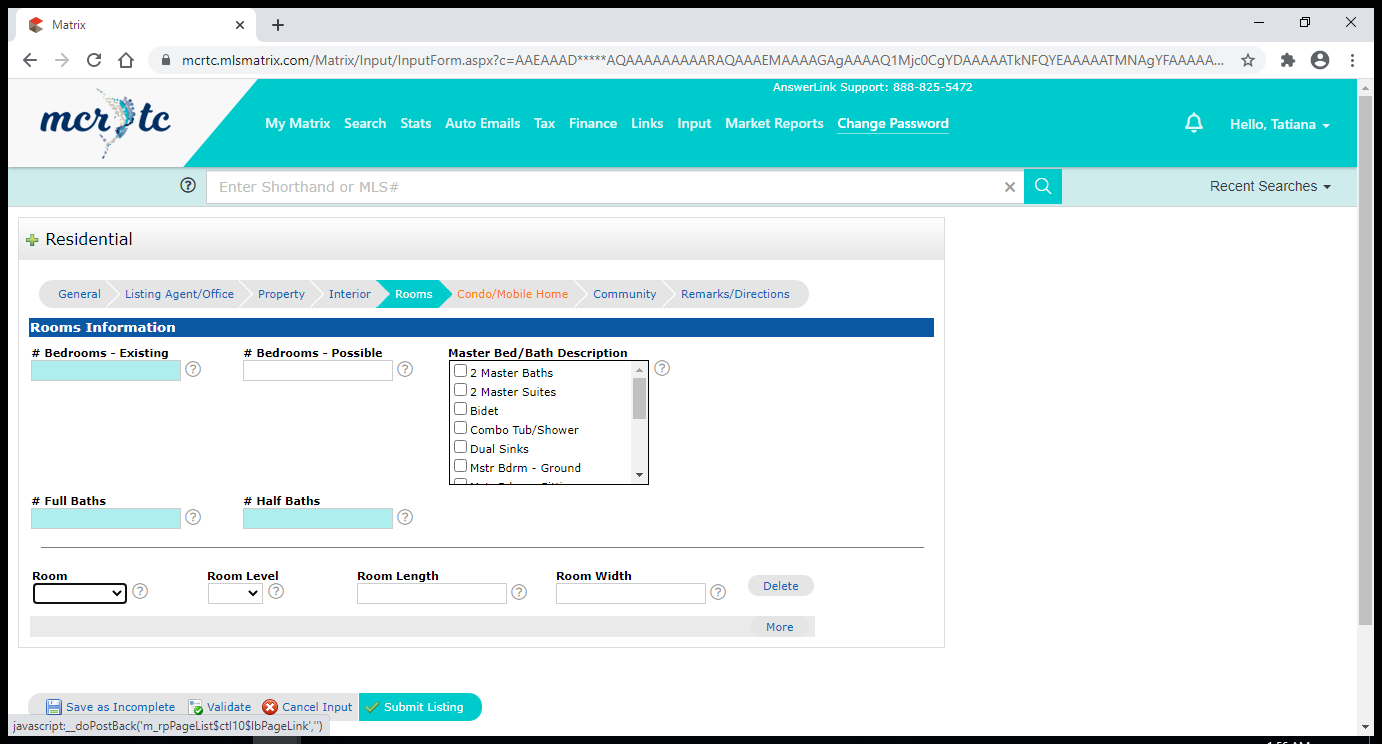 Matrix
mcrtc.mlsmatrix.com/Matrix/Input/InputForm.aspx?c=AAEAAAD*****AQAAAAAAAAARAQAAAEMAAAAGAgAAAAQ1Mjc0CgYDAAAAATkNFQYEAAAAATMNAgYFAAAAA...
AnswerLink Support: 888-825-5472
mcrtc
My Matrix Search Stats Auto Emails Tax Finance Links Input Market Reports Change Password
Hello, Tatiana
Enter Shorthand or MLS#
Recent Searches
Residential
General Listing Agent/Office Property Interior Rooms Condo/Mobile Home Community Remarks/Directions
Rooms Information
# Bedrooms - Existing # Bedrooms - Possible Master Bed/Bath Description
2 Master Baths
2 Master Suites
Bidet
Combo Tub/Shower
Dual Sinks
Mstr Bdrm - Ground
# Full Baths # Half Baths
Room Room Level Room Length Room Width
Delete
More
Save as Incomplete Validate Cancel Input Submit Listing
javascript:__doPostBack('m_rpPageList$ctl10$lbPageLink','')